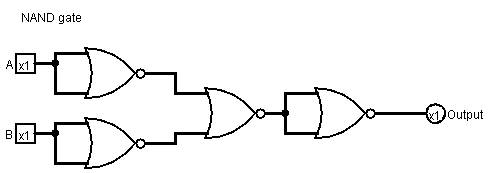 NAND gate
A x1
B x1
x1 Output